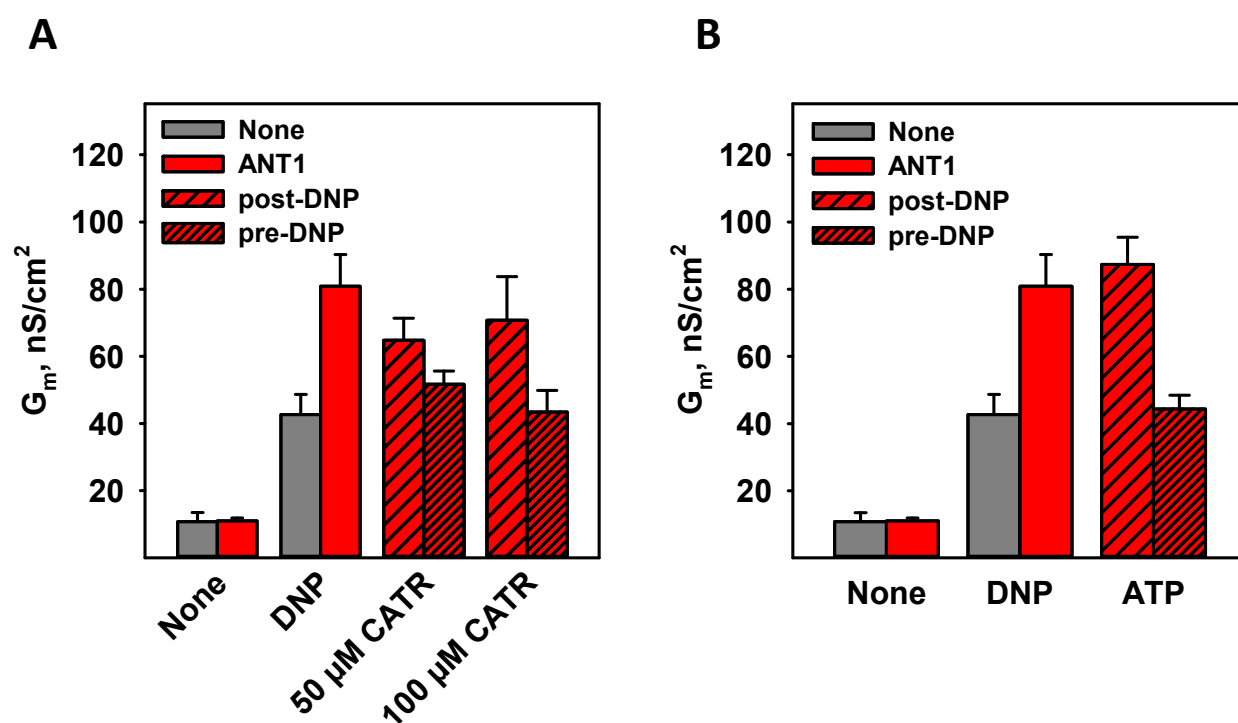 A
None
ANT1
post-DNP
pre-DNP
120
100
80
60
40
20
Gm, nS/cm²
None
DNP
50 µM CATR
100 µM CATR
B
None
ANT1
post-DNP
pre-DNP
120
100
80
60
40
20
Gm, nS/cm²
None
DNP
ATP